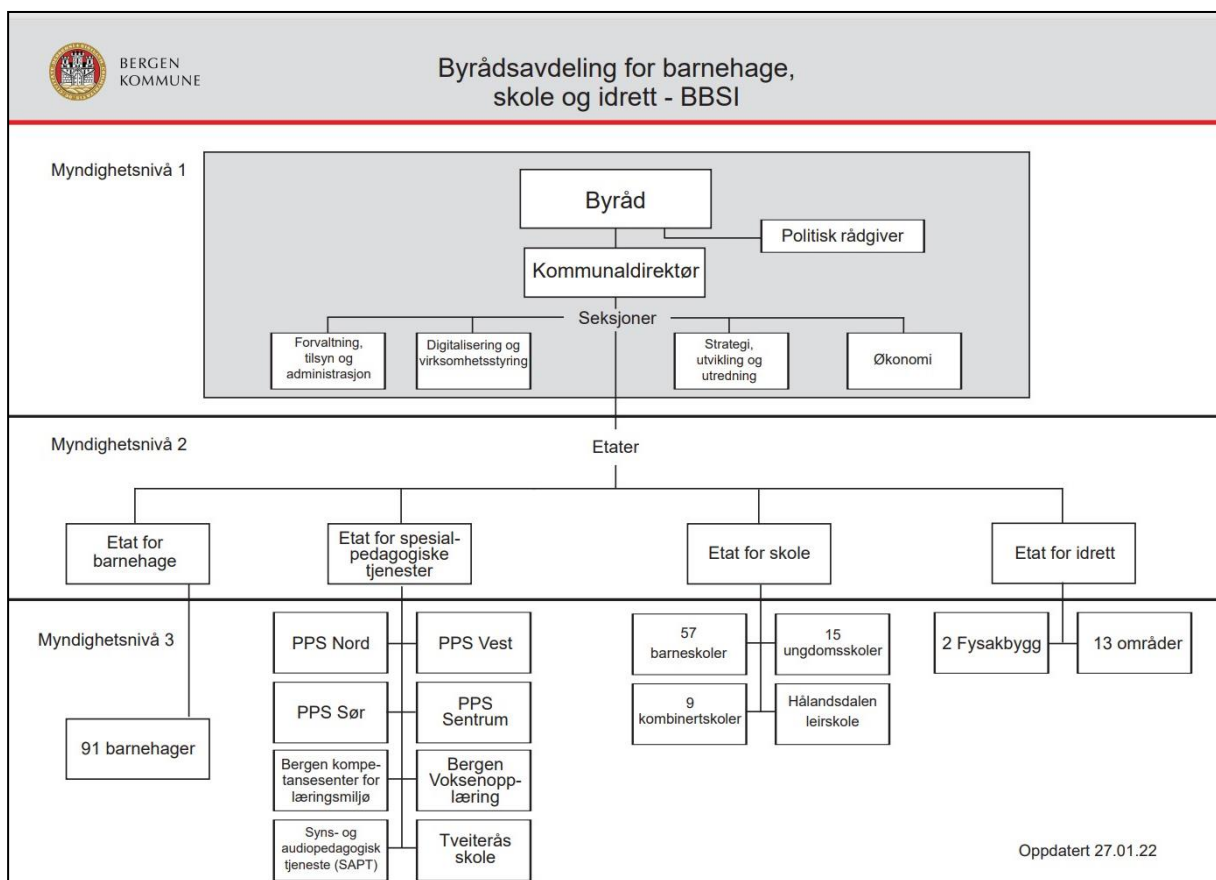 BERGEN
KOMMUNE
Byrådsavdeling for barnehage,
skole og idrett - BBSI
Myndighetsnivå 1
Byråd
Politisk rådgiver
Kommunaldirektør
Seksjoner
Forvaltning,
tilsyn og
administrasjon
Digitalisering og
virksomhetsstyring
Strategi,
utvikling og
utredning
Økonomi
Myndighetsnivå 2
Etater
Etat for
barnehage
Etat for spesial-
pedagogiske
tjenester
Etat for skole
Etat for idrett
Myndighetsnivå 3
91 barnehager
PPS Nord
PPS Vest
PPS Sør
PPS
Sentrum
Bergen kompe-
tansesenter for
læringsmiljø
Bergen
Voksenopp-
læring
Syns- og
audiopedagogisk
tjeneste (SAPT)
Tveiterås
skole
57
barneskoler
15
ungdomsskoler
9
kombinertskoler
Hålandsdalen
leirskole
2 Fysakbygg
13 områder
Oppdatert 27.01.22